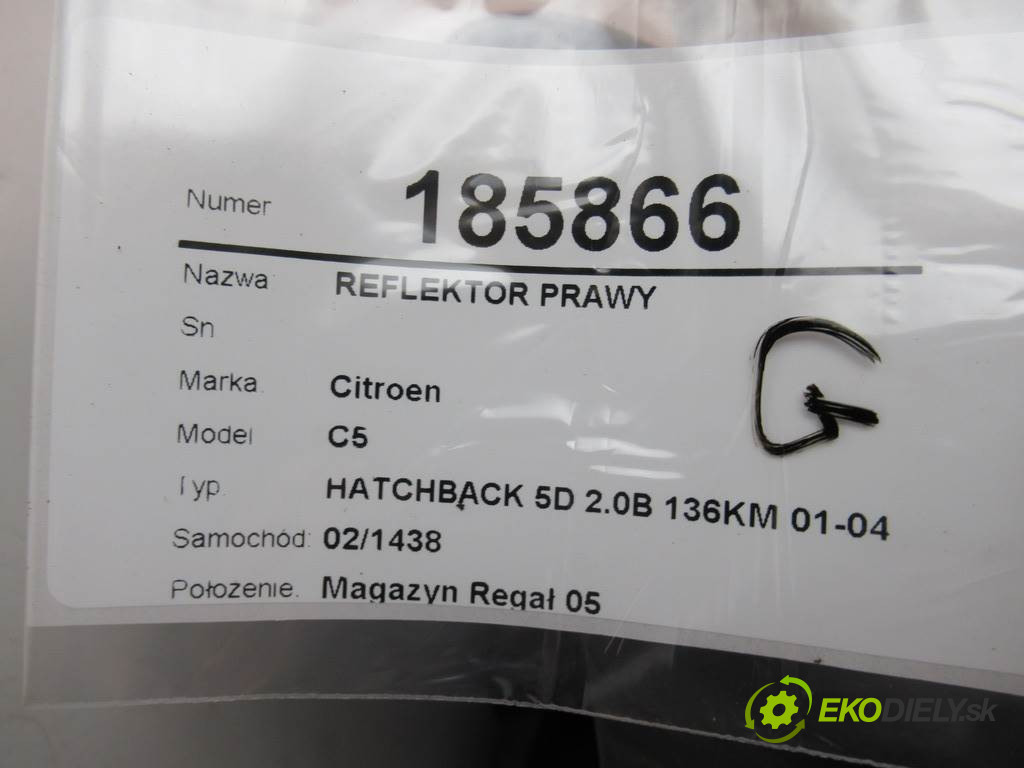 Numer 185866
Nazwa REFLEKTOR PRAWY
Sn
Marka Citroen
Model C5
Typ HATCHBACK 5D 2.0B 136KM 01-04
Samochód: 02/1438
Położenie. Magazyn Regał 05
G
EKODIELY.sk